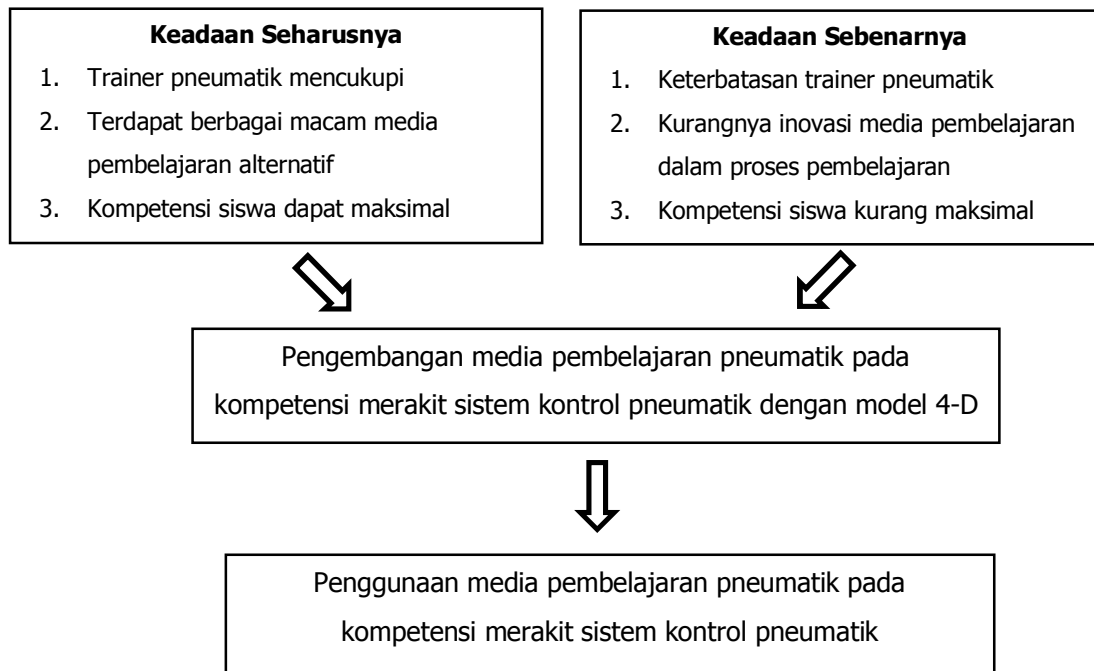 Keadaan Seharusnya
1. Trainer pneumatik mencukupi
2. Terdapat berbagai macam media
pembelajaran alternatif
3. Kompetensi siswa dapat maksimal
Keadaan Sebenarnya
1. Keterbatasan trainer pneumatik
2. Kurangnya inovasi media pembelajaran
dalam proses pembelajaran
3. Kompetensi siswa kurang maksimal
Pengembangan media pembelajaran pneumatik pada
kompetensi merakit sistem kontrol pneumatik dengan model 4-D
Penggunaan media pembelajaran pneumatik pada
kompetensi merakit sistem kontrol pneumatik